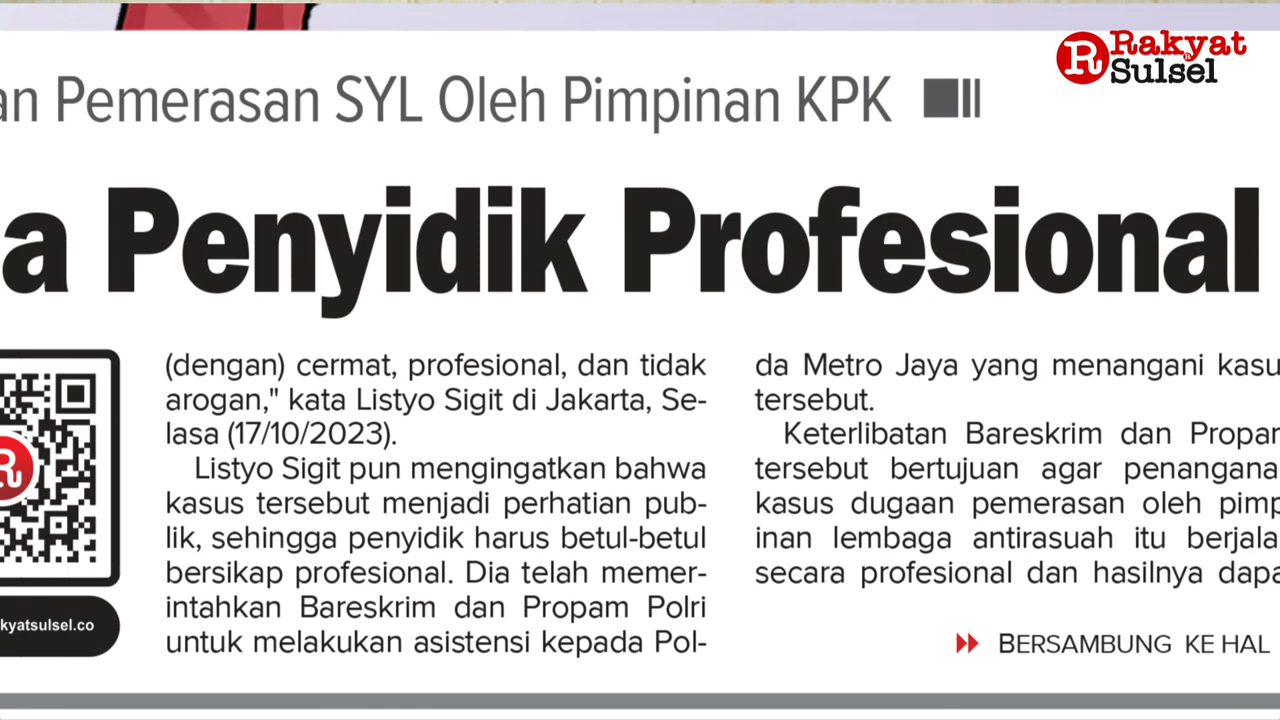 Rakyat
Sulsel
an Pemerasan SYL Oleh Pimpinan KPK
a Penyidik Profesional
(dengan) cermat, profesional, dan tidak
arogan," kata Listyo Sigit di Jakarta, Se-
lasa (17/10/2023).
Listyo Sigit pun mengingatkan bahwa
kasus tersebut menjadi perhatian pub-
lik, sehingga penyidik harus betul-betul
bersikap profesional. Dia telah memer-
intahkan Bareskrim dan Propam Polri
untuk melakukan asistensi kepada Pol-
da Metro Jaya yang menangani kasu
tersebut.
Keterlibatan Bareskrim dan Propam
tersebut bertujuan agar penangana
kasus dugaan pemerasan oleh pimp
inan lembaga antirasuah itu berjala
secara profesional dan hasilnya dapa
BERSAMBUNG KE HAL
kyatsulsel.co